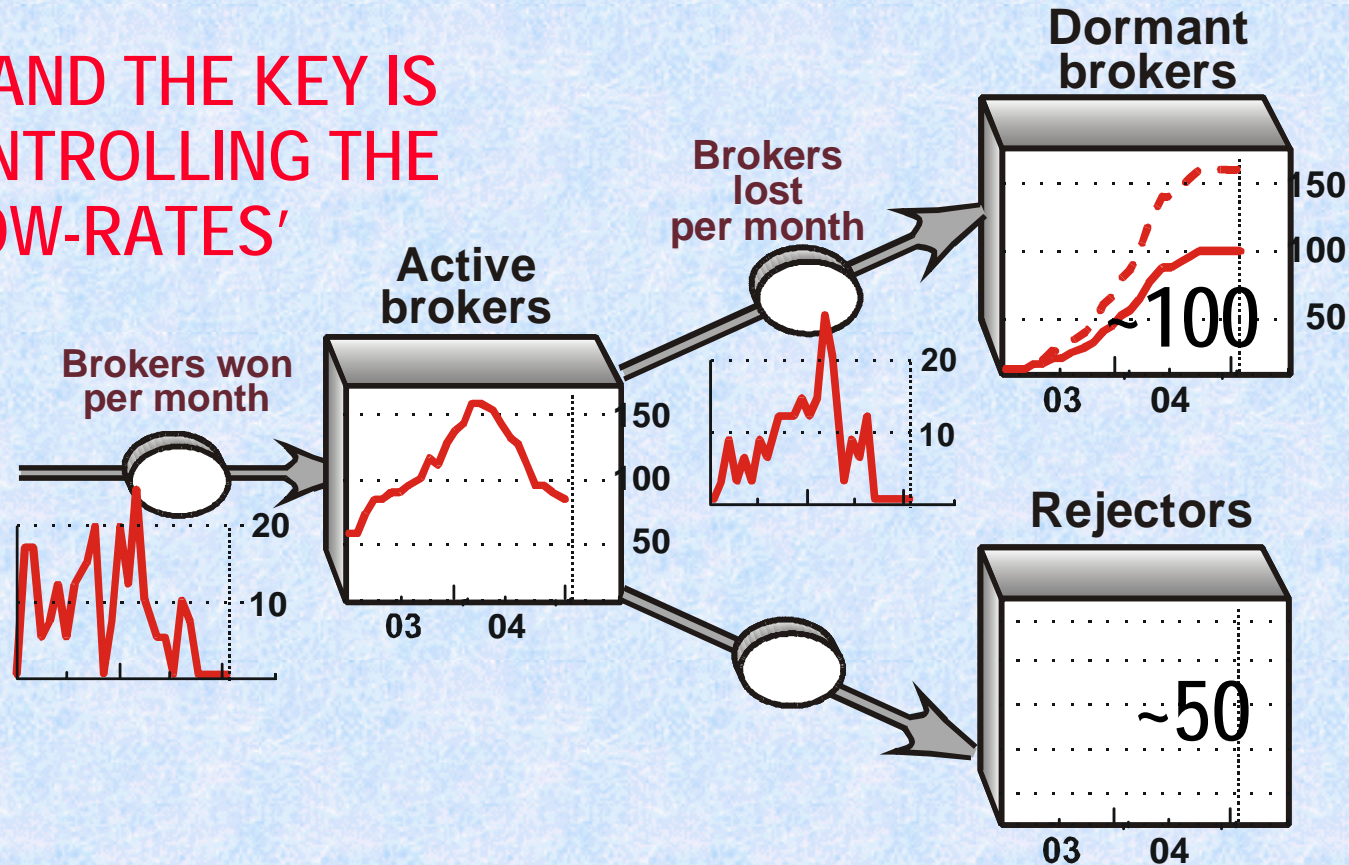 AND THE KEY IS
NTROLLING THE
OW-RATES’
Dormant
brokers
150
100
50
~100
03 04
Brokers
lost
per month
20
10
Active
brokers
150
100
50
03 04
Brokers won
per month
20
10
Rejectors
~50
03 04